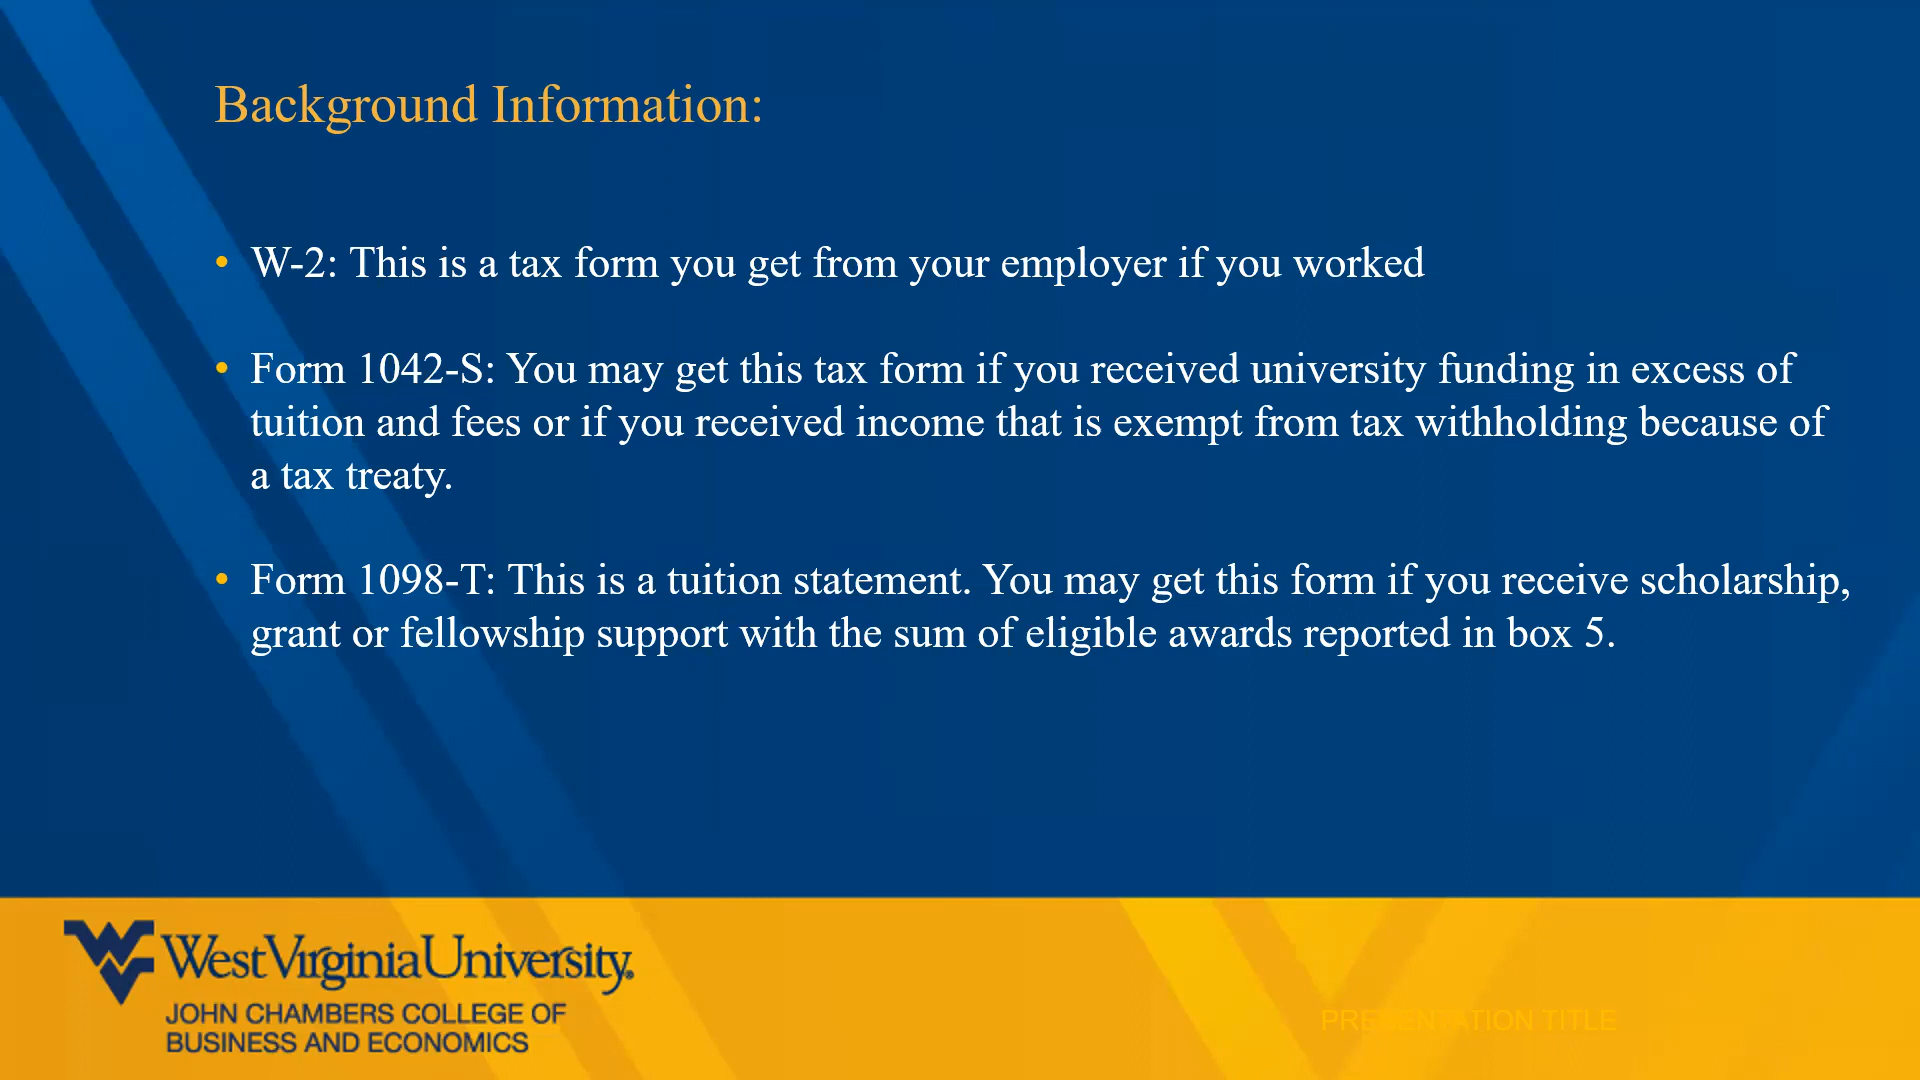 Background Information:
• W-2: This is a tax form you get from your employer if you worked
• Form 1042-S: You may get this tax form if you received university funding in excess of
tuition and fees or if you received income that is exempt from tax withholding because of
a tax treaty.
• Form 1098-T: This is a tuition statement. You may get this form if you receive scholarship,
grant or fellowship support with the sum of eligible awards reported in box 5.
WestVirginiaUniversity.
JOHN CHAMBERS COLLEGE OF
BUSINESS AND ECONOMICS
PRESENTATION TITLE